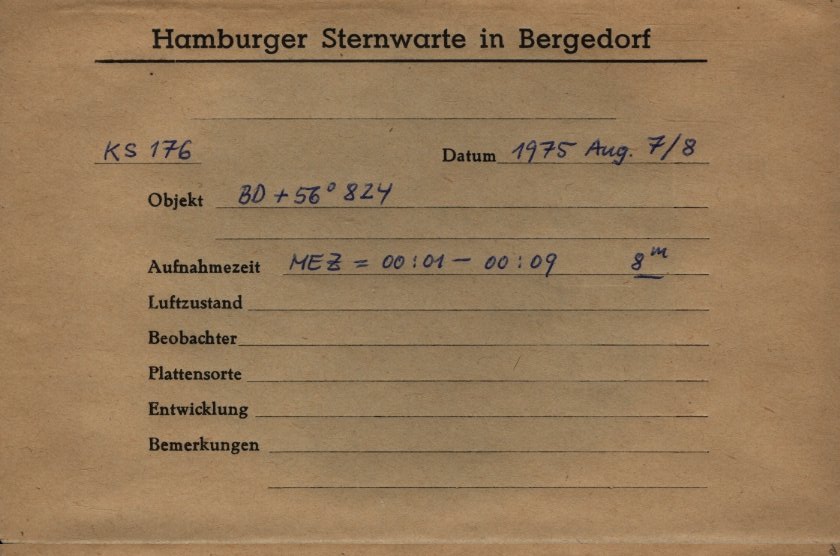 Hamburger Sternwarte in Bergedorf
KS 176 Datum 1975 Aug. 7/8
Objekt BD + 56° 824
Aufnahmezeit MEZ = 00:01 — 00:09 8ᵐ
Luftzustand
Beobachter
Plattensorte
Entwicklung
Bemerkungen